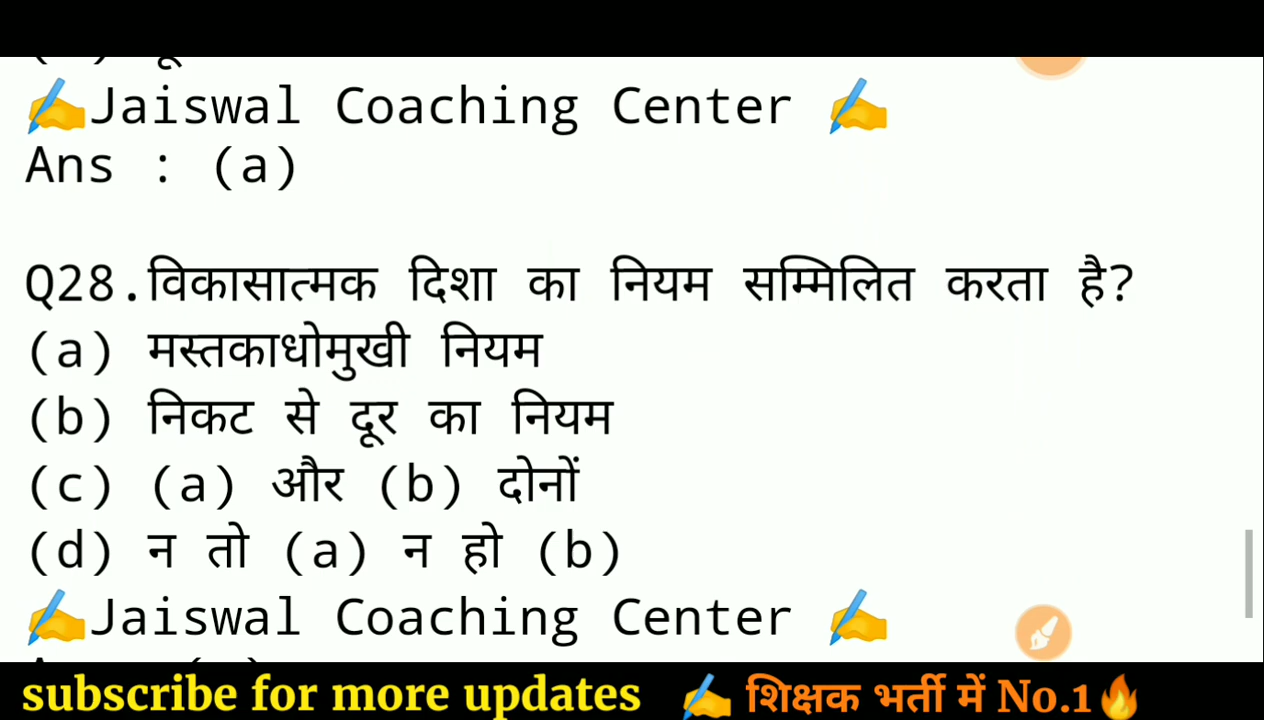 ✍️Jaiswal Coaching Center ✍️
Ans : (a)
Q28.विकासात्मक दिशा का नियम सम्मिलित करता है?
(a) मस्तकाधोमुखी नियम
(b) निकट से दूर का नियम
(c) (a) और (b) दोनों
(d) न तो (a) न हो (b)
✍️Jaiswal Coaching Center ✍️
subscribe for more updates ✍️ शिक्षक भर्ती में No.1🔥